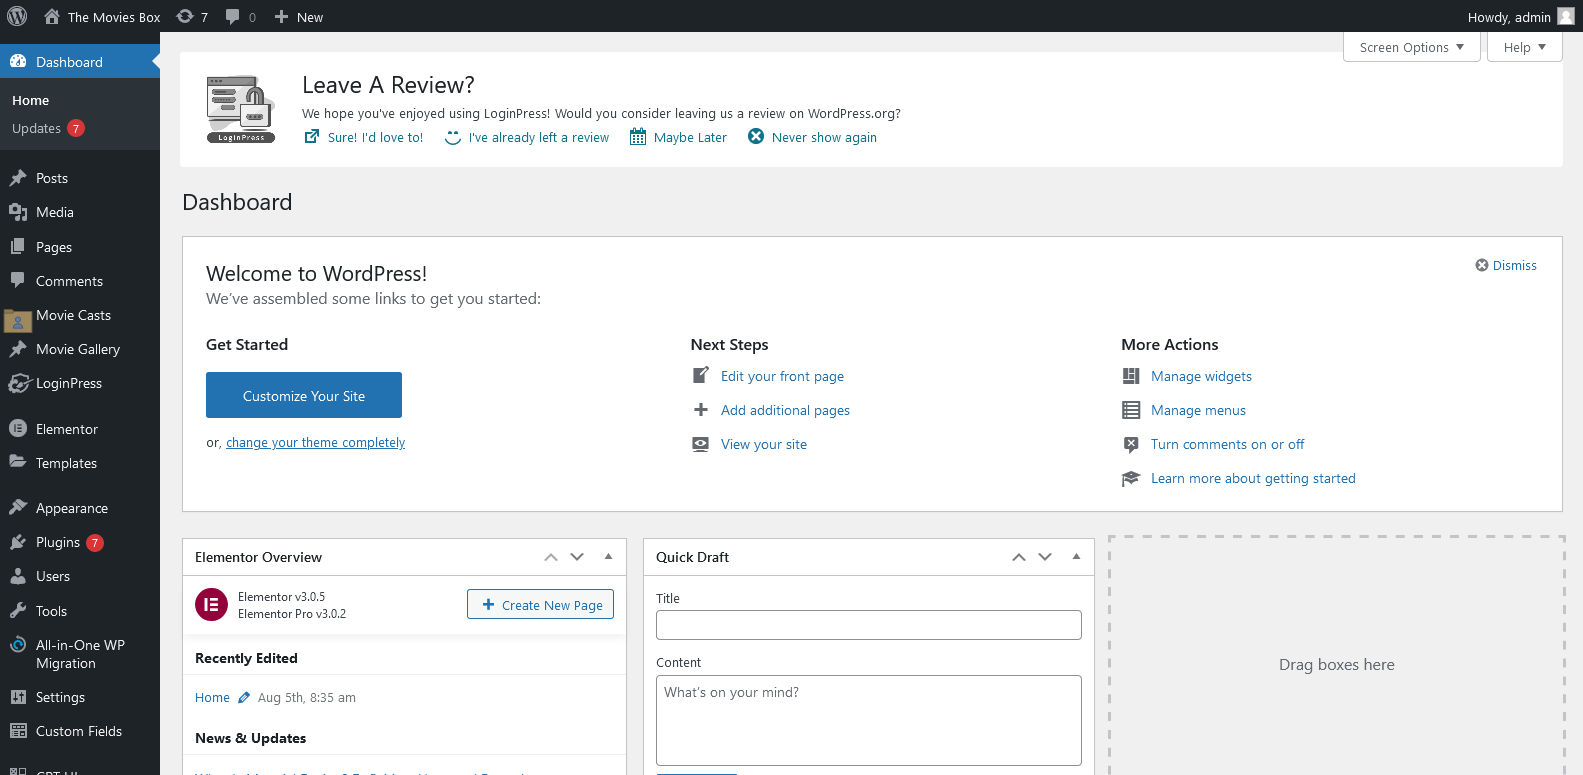 The Movies Box
7
0
New
Howdy, admin
Screen Options
Help
Dashboard
Home
Updates 7
Posts
Media
Pages
Comments
Movie Casts
Movie Gallery
LoginPress
Elementor
Templates
Appearance
Plugins 7
Users
Tools
All-in-One WP
Migration
Settings
Custom Fields
CPT UI
LoginPress
Leave A Review?
We hope you've enjoyed using LoginPress! Would you consider leaving us a review on WordPress.org?
Sure! I'd love to!
I've already left a review
Maybe Later
Never show again
Dashboard
Welcome to WordPress!
We've assembled some links to get you started:
Dismiss
Get Started
Customize Your Site
or, change your theme completely
Next Steps
Edit your front page
Add additional pages
View your site
More Actions
Manage widgets
Manage menus
Turn comments on or off
Learn more about getting started
Elementor Overview
Elementor v3.0.5
Elementor Pro v3.0.2
Create New Page
Recently Edited
Home Aug 5th, 8:35 am
News & Updates
Quick Draft
Title
Content
What's on your mind?
Drag boxes here